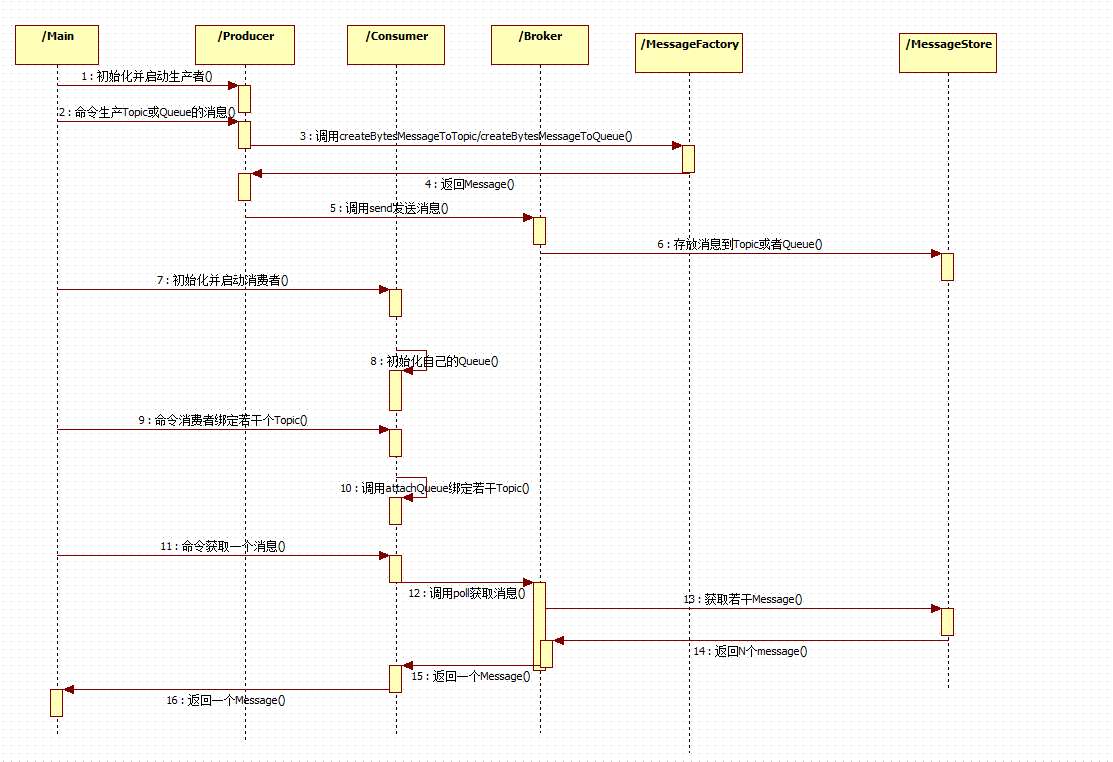 /Main
/Producer
/Consumer
/Broker
/MessageFactory
/MessageStore
1 : 初始化并启动生产者()
2 : 命令生产Topic或Queue的消息()
3 : 调用createBytesMessageToTopic/createBytesMessageToQueue()
4 : 返回Message()
5 : 调用send发送消息()
6 : 存放消息到Topic或者Queue()
7 : 初始化并启动消费者()
8 : 初始化自己的Queue()
9 : 命令消费者绑定若干个Topic()
10 : 调用attachQueue绑定若干Topic()
11 : 命令获取一个消息()
12 : 调用poll获取消息()
13 : 获取若干Message()
14 : 返回N个message()
15 : 返回一个Message()
16 : 返回一个Message()